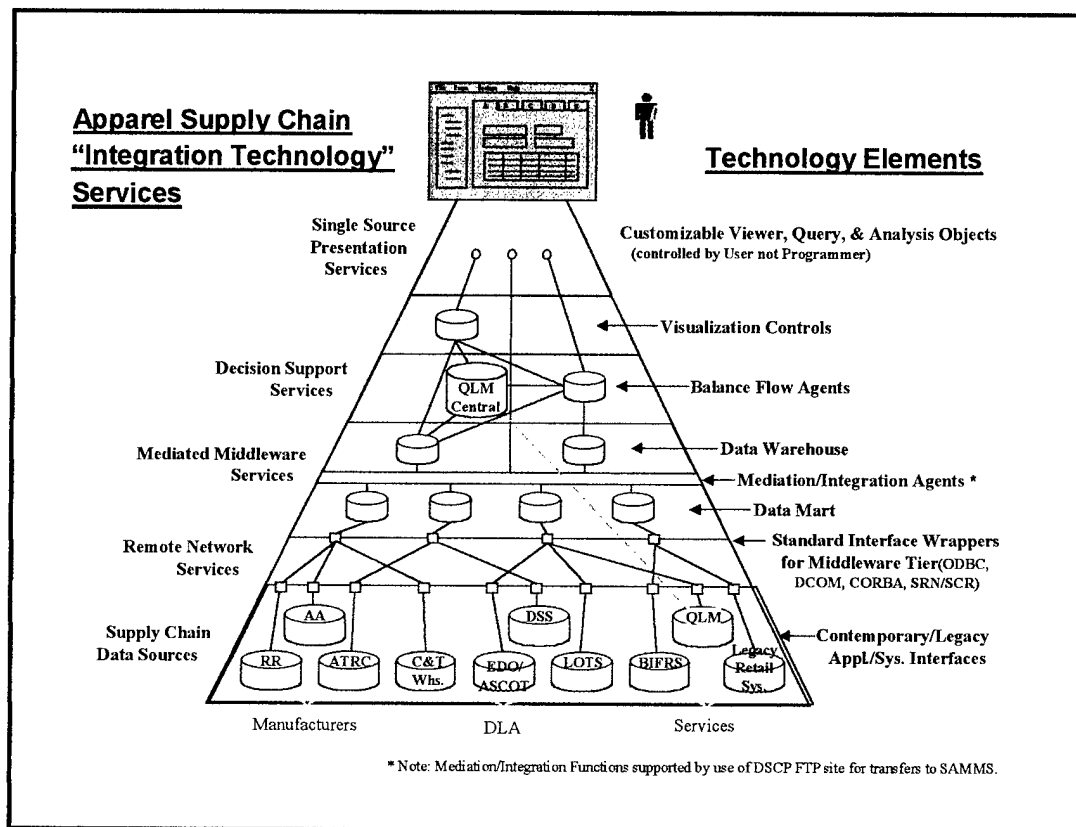 Apparel Supply Chain
"Integration Technology"
Services
Technology Elements
Single Source
Presentation
Services
Customizable Viewer, Query, & Analysis Objects
(controlled by User not Programmer)
Visualization Controls
Decision Support
Services
QLM
Central
Balance Flow Agents
Mediated Middleware
Services
Data Warehouse
Mediation/Integration Agents *
Data Mart
Remote Network
Services
Standard Interface Wrappers
for Middleware Tier(ODBC,
DCOM, CORBA, SRN/SCR)
Supply Chain
Data Sources
AA
DSS
QLM
RR
ATRC
C&T
Whs.
EDO/
ASCOT
LOTS
BIFRS
Legacy
Retail
Sys.
Contemporary/Legacy
Appl./Sys. Interfaces
Manufacturers
DLA
Services
* Note: Mediation/Integration Functions supported by use of DSCP FTP site for transfers to SAMMS.